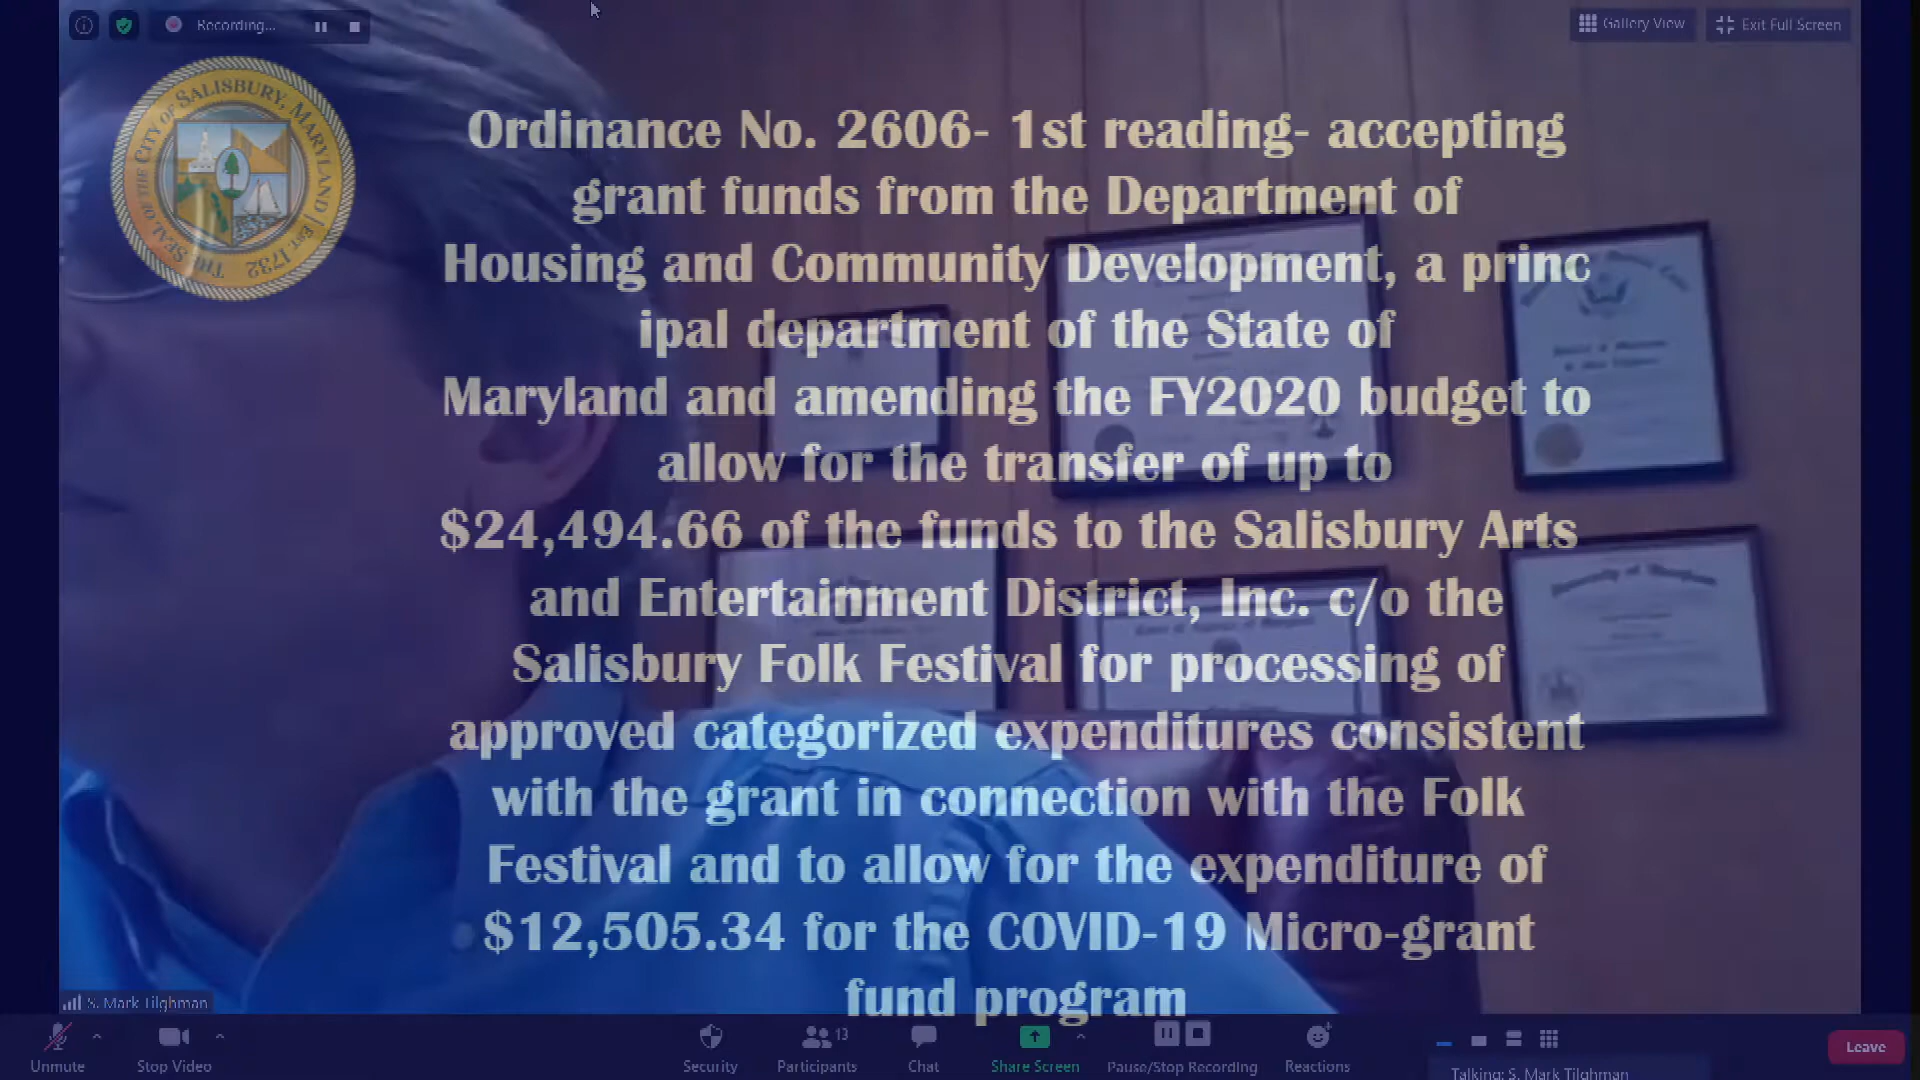 Recording...
Gallery View
Exit Full Screen
THE SEAL OF THE CITY OF SALISBURY, MARYLAND | EST. 1732
Ordinance No. 2606- 1st reading- accepting
grant funds from the Department of
Housing and Community Development, a princ
ipal department of the State of
Maryland and amending the FY2020 budget to
allow for the transfer of up to
$24,494.66 of the funds to the Salisbury Arts
and Entertainment District, Inc. c/o the
Salisbury Folk Festival for processing of
approved categorized expenditures consistent
with the grant in connection with the Folk
Festival and to allow for the expenditure of
$12,505.34 for the COVID-19 Micro-grant
fund program
S. Mark Tilghman
Unmute
Stop Video
Security
Participants 13
Chat
Share Screen
Pause/Stop Recording
Reactions
Talking: S. Mark Tilghman
Leave